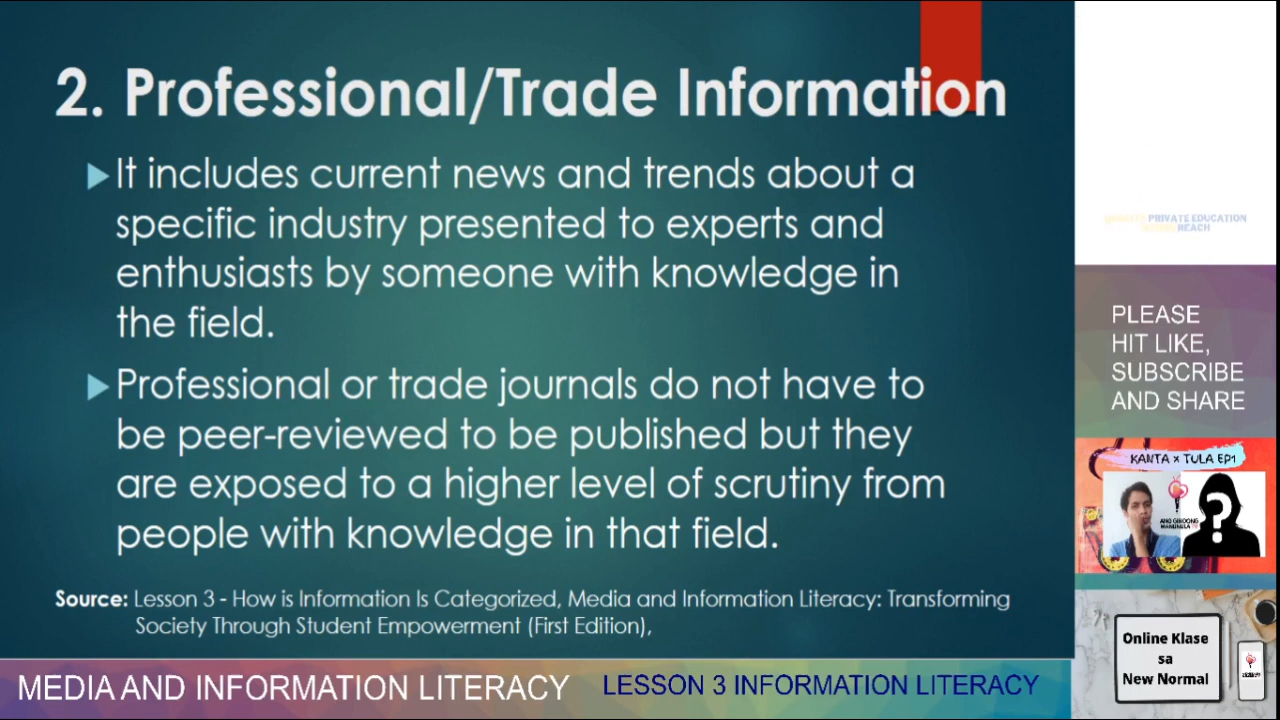 2. Professional/Trade Information
It includes current news and trends about a
specific industry presented to experts and
enthusiasts by someone with knowledge in
the field.
Professional or trade journals do not have to
be peer-reviewed to be published but they
are exposed to a higher level of scrutiny from
people with knowledge in that field.
Source: Lesson 3 - How is Information Is Categorized, Media and Information Literacy: Transforming
Society Through Student Empowerment (First Edition),
MEDIA AND INFORMATION LITERACY
LESSON 3 INFORMATION LITERACY
PRIVATE EDUCATION
REACH
PLEASE
HIT LIKE,
SUBSCRIBE
AND SHARE
KANTA x TULA EP1
ANG GINOONG
?
Online Klase
sa
New Normal